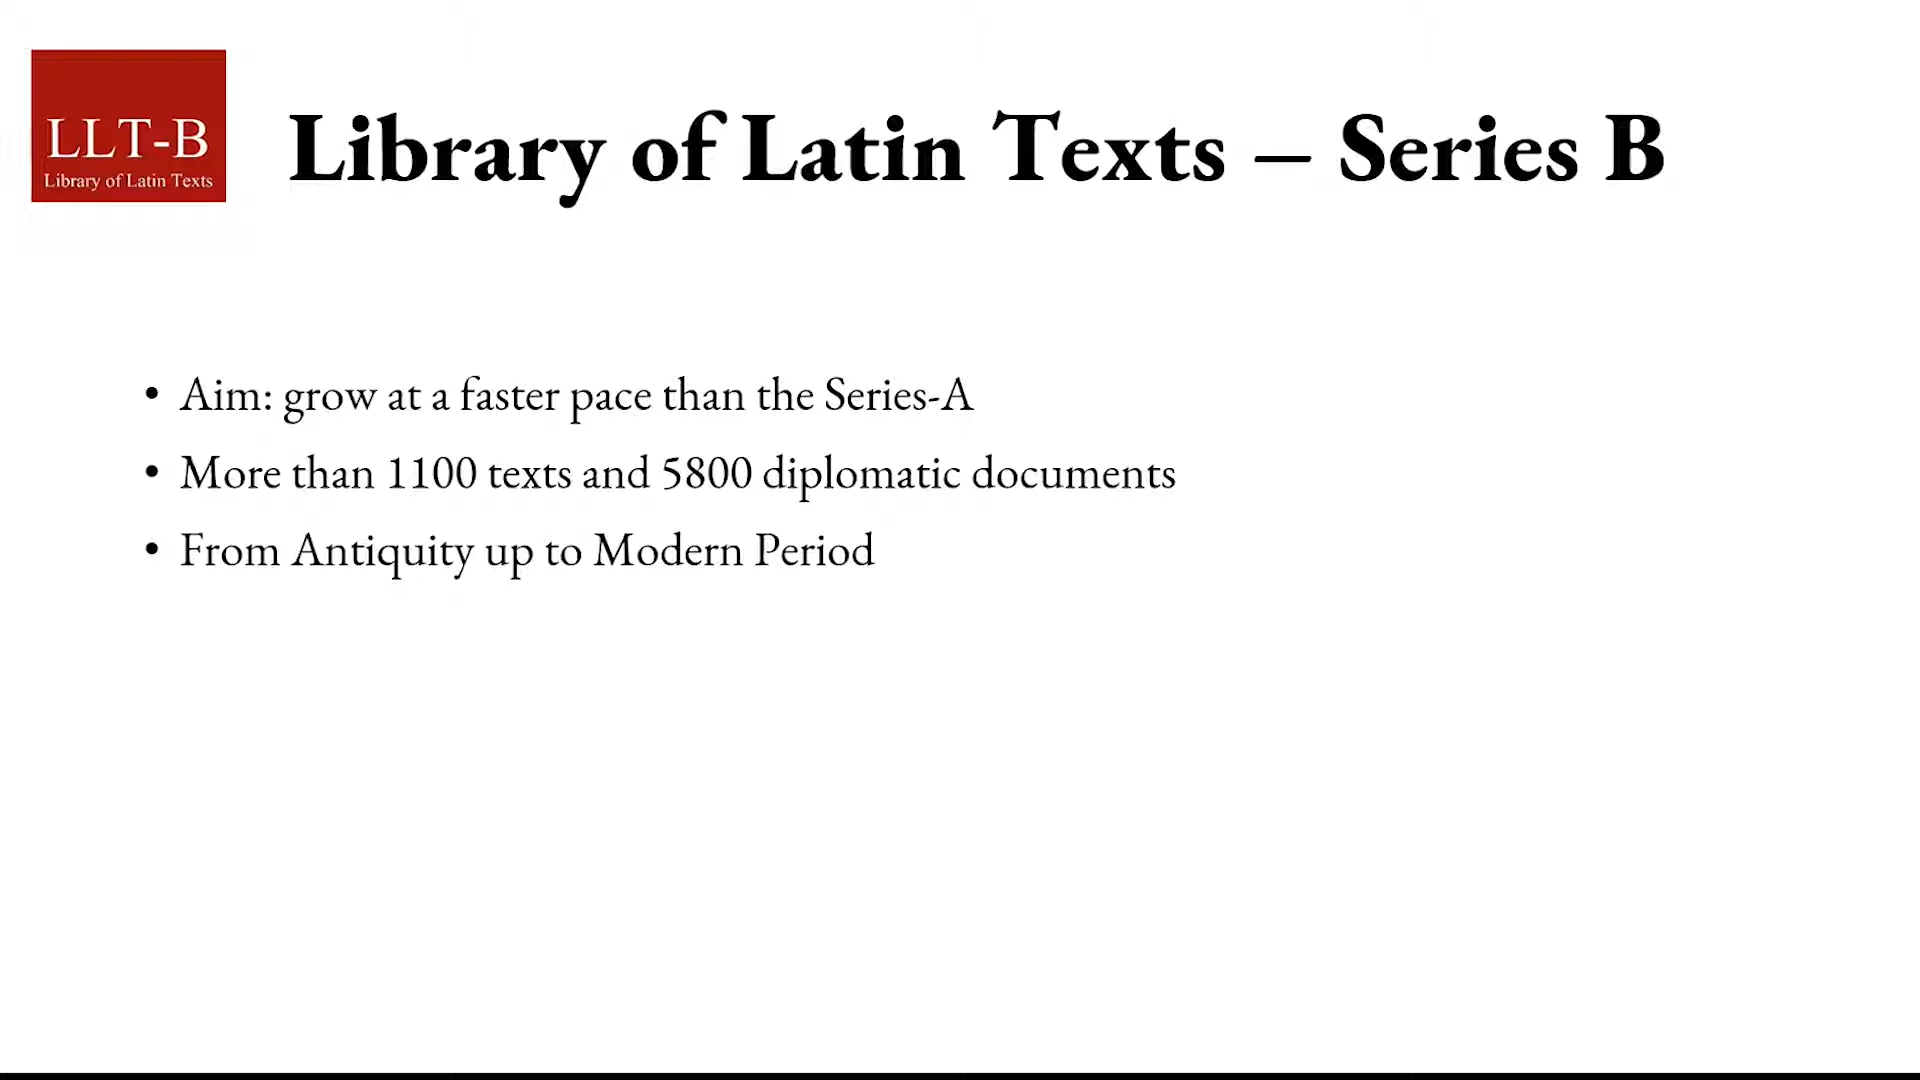 LLT-B
Library of Latin Texts
Library of Latin Texts – Series B
• Aim: grow at a faster pace than the Series-A
• More than 1100 texts and 5800 diplomatic documents
• From Antiquity up to Modern Period